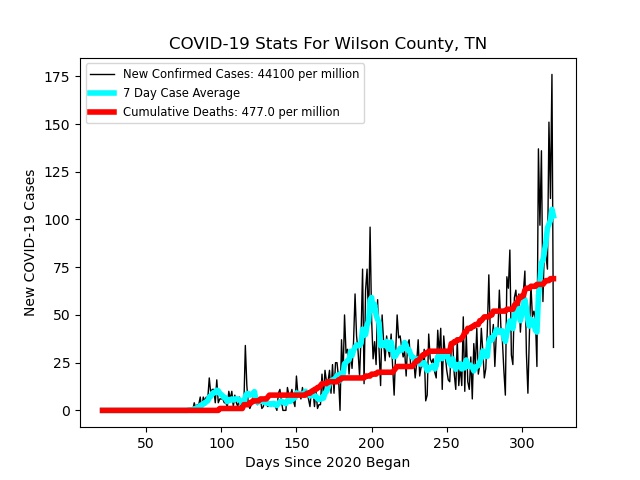 COVID-19 Stats For Wilson County, TN
New Confirmed Cases: 44100 per million
7 Day Case Average
Cumulative Deaths: 477.0 per million
New COVID-19 Cases
175
150
125
100
75
50
25
0
50 100 150 200 250 300
Days Since 2020 Began